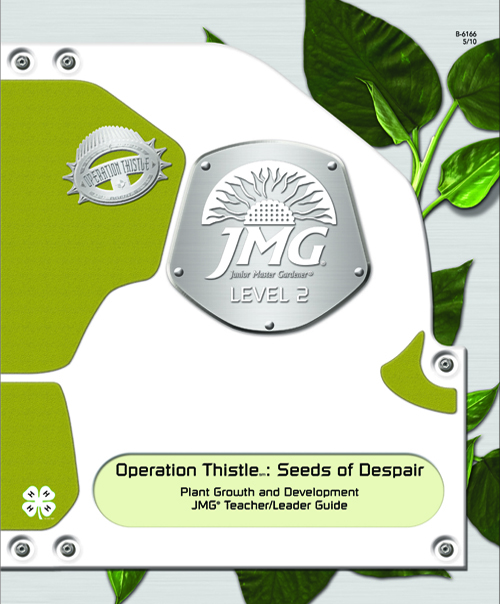 B-6166
5/10
OPERATION THISTLE
JMG®
Junior Master Gardener®
LEVEL 2
Operation Thistle: Seeds of Despair
Plant Growth and Development
JMG® Teacher/Leader Guide
H H
H H